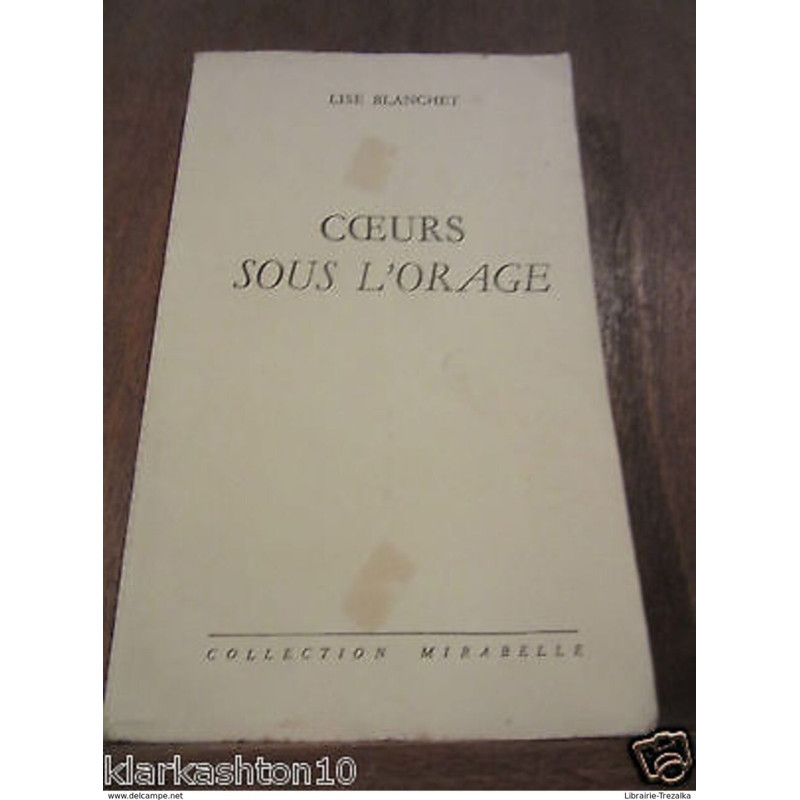 LISE BLANCHET
CŒURS
SOUS L'ORAGE
COLLECTION MIRABELLE
klarkashton10
www.delcampe.net
Librairie-Trezalka